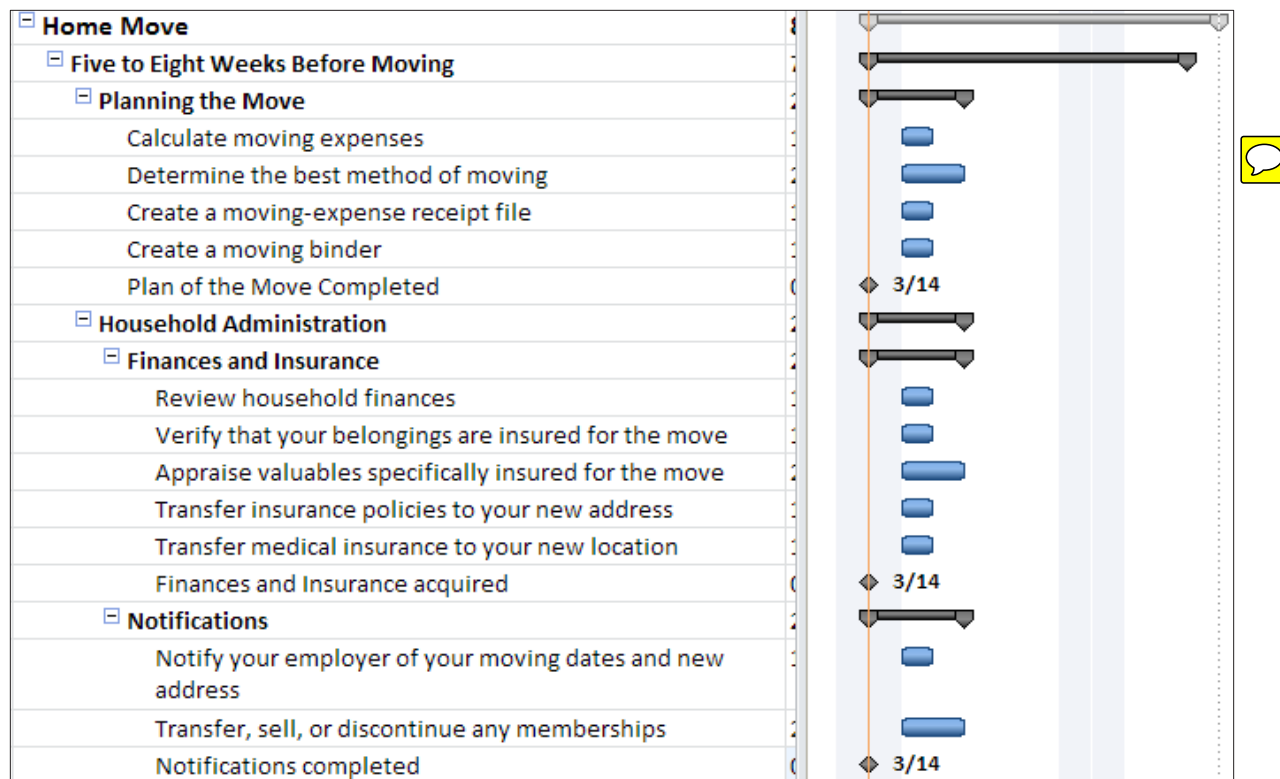 Home Move
Five to Eight Weeks Before Moving
Planning the Move
Calculate moving expenses
Determine the best method of moving
Create a moving-expense receipt file
Create a moving binder
Plan of the Move Completed 3/14
Household Administration
Finances and Insurance
Review household finances
Verify that your belongings are insured for the move
Appraise valuables specifically insured for the move
Transfer insurance policies to your new address
Transfer medical insurance to your new location
Finances and Insurance acquired 3/14
Notifications
Notify your employer of your moving dates and new
address
Transfer, sell, or discontinue any memberships
Notifications completed 3/14